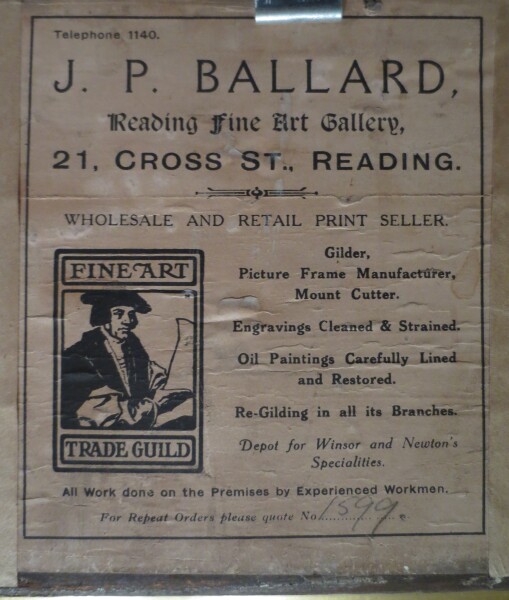 Telephone 1140.
J. P. BALLARD,
Reading Fine Art Gallery,
21, CROSS ST., READING.
WHOLESALE AND RETAIL PRINT SELLER.
FINE ART
TRADE GUILD
Gilder,
Picture Frame Manufacturer,
Mount Cutter.
Engravings Cleaned & Strained.
Oil Paintings Carefully Lined
and Restored.
Re-Gilding in all its Branches.
Depot for Winsor and Newton's
Specialities.
All Work done on the Premises by Experienced Workmen.
For Repeat Orders please quote No. 1599.